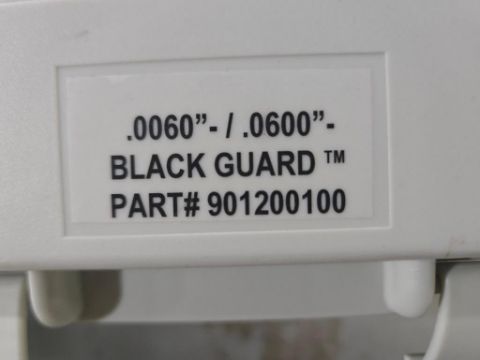 .0060”- / .0600”-
BLACK GUARD ™
PART# 901200100